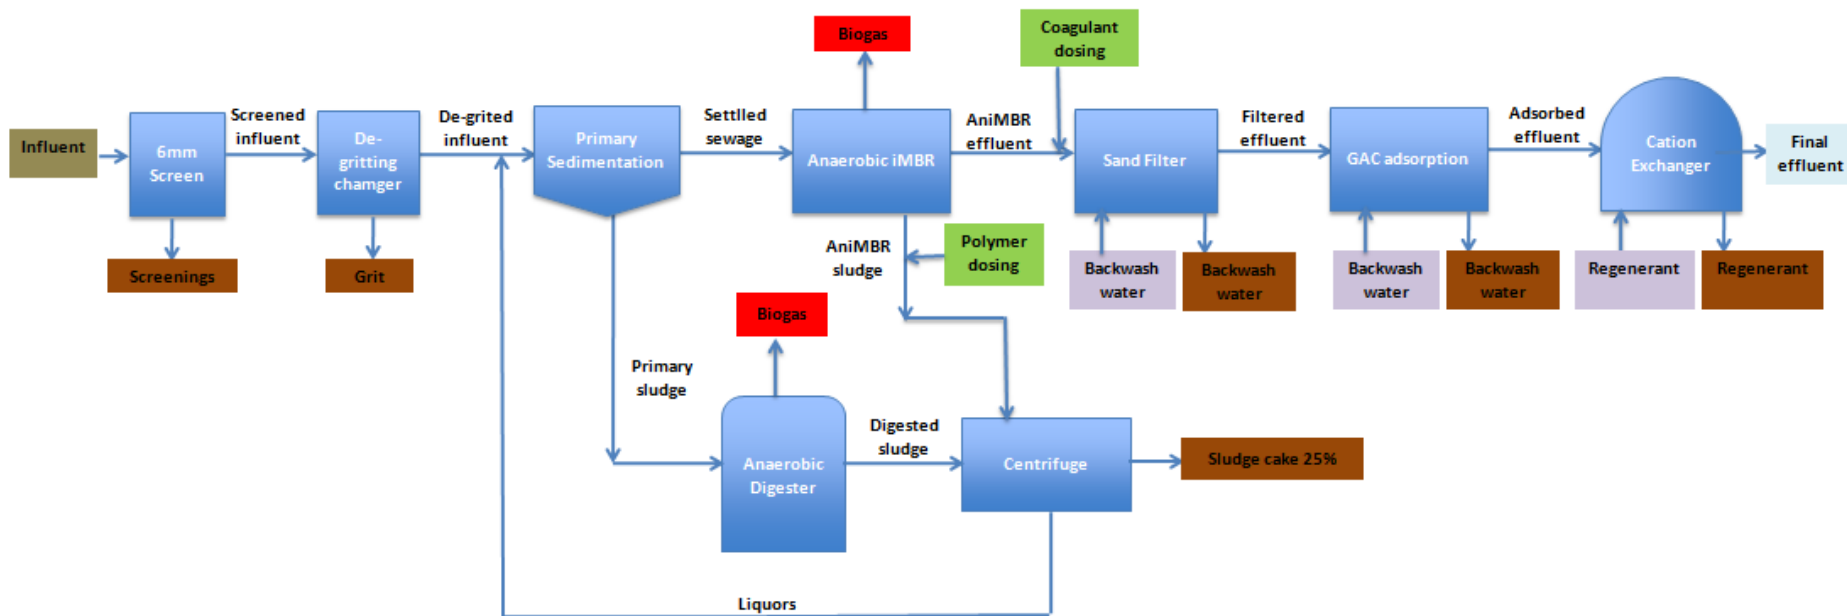 Biogas
Coagulant
dosing
Influent
6mm
Screen
Screened
influent
De-
gritting
chamger
De-grited
influent
Primary
Sedimentation
Settlled
sewage
Anaerobic iMBR
AniMBR
effluent
Sand Filter
Filtered
effluent
GAC adsorption
Adsorbed
effluent
Cation
Exchanger
Final
effluent
Screenings
Grit
AniMBR
sludge
Polymer
dosing
Backwash
water
Backwash
water
Backwash
water
Backwash
water
Regenerant
Regenerant
Biogas
Primary
sludge
Anaerobic
Digester
Digested
sludge
Centrifuge
Sludge cake 25%
Liquors